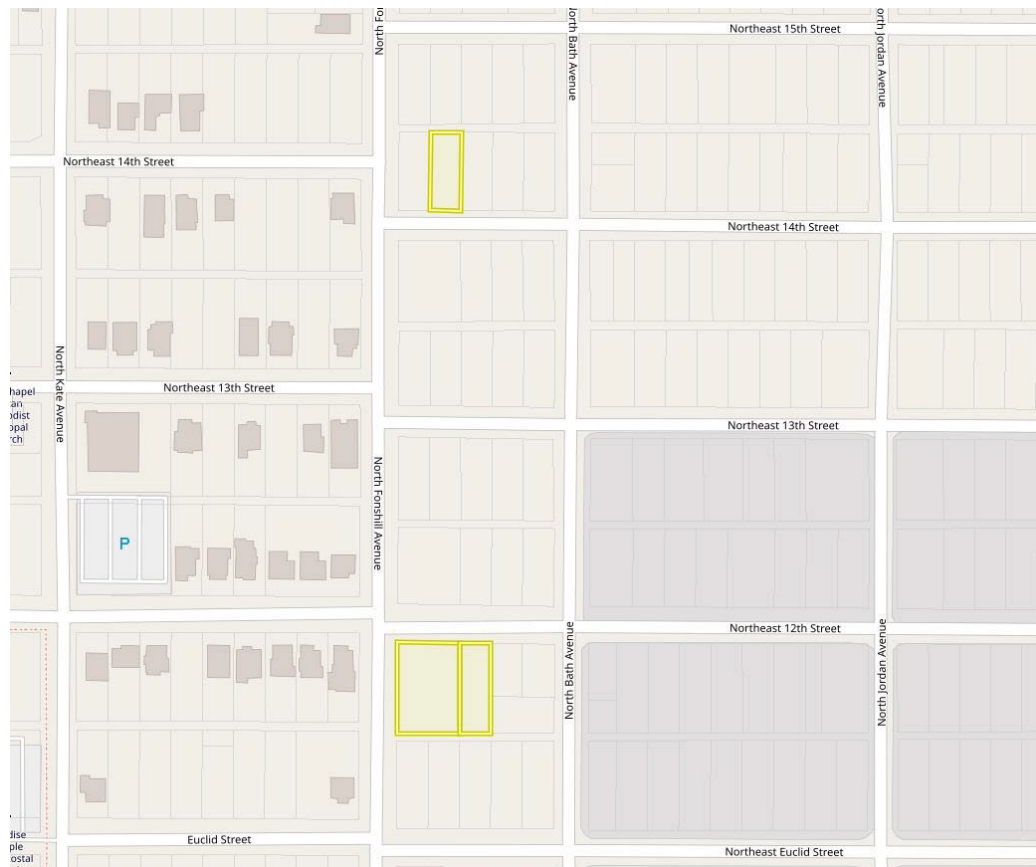 North Bath Avenue
North Jordan Avenue
Northeast 15th Street
Northeast 14th Street
Northeast 14th Street
North Kate Avenue
Northeast 13th Street
Northeast 13th Street
North Fonshill Avenue
P
Northeast 12th Street
North Bath Avenue
North Jordan Avenue
Euclid Street
Northeast Euclid Street